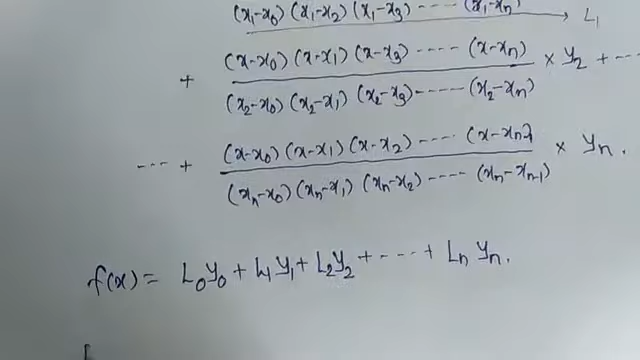 (x₁-x₀) (x₁-x₂) (x₁-x₃) ---- (x₁-xₙ) → L₁
+ (x-x₀) (x-x₁) (x-x₃) ---- (x-xₙ) × y₂ + ---
(x₂-x₀) (x₂-x₁) (x₂-x₃) ---- (x₂-xₙ)
--- + (x-x₀) (x-x₁) (x-x₂) ---- (x-xₙ₋₁) × yₙ.
(xₙ-x₀) (xₙ-x₁) (xₙ-x₂) ---- (xₙ-xₙ₋₁)
f(x) = L₀y₀ + L₁y₁ + L₂y₂ + ---- + Lₙ yₙ.